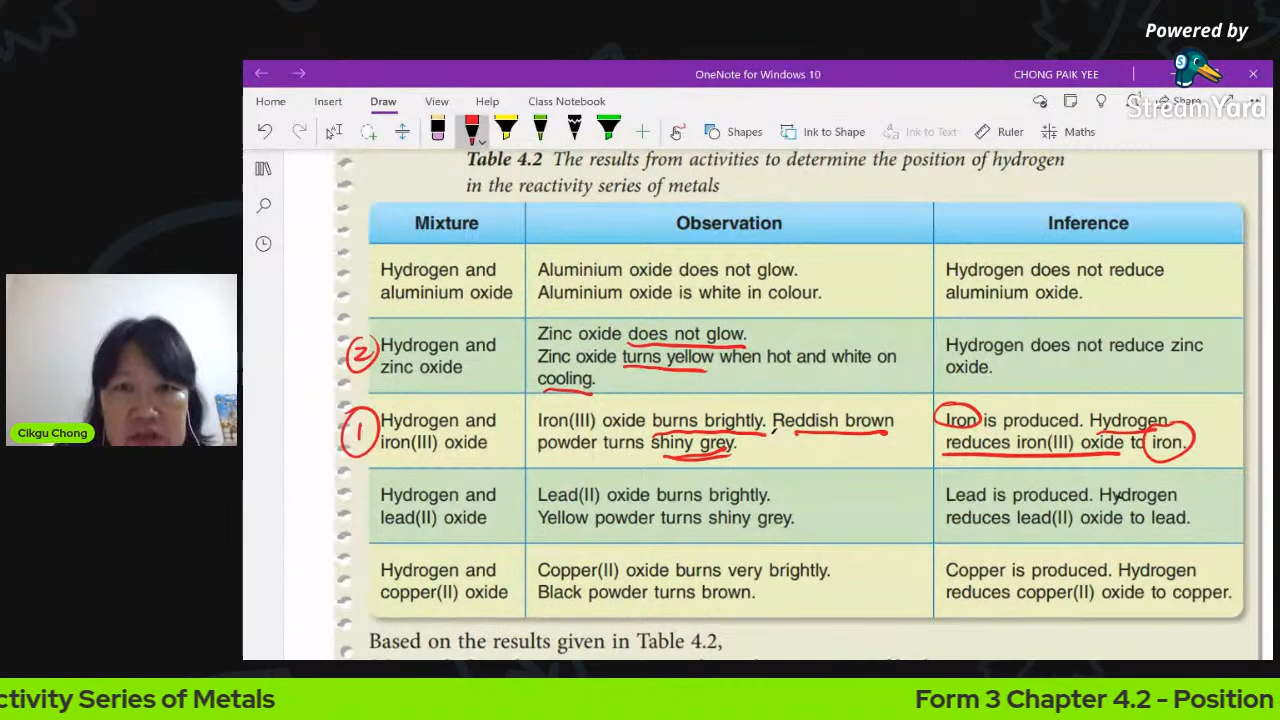 Powered by
StreamYard
OneNote for Windows 10
CHONG PAIK YEE
Home
Insert
Draw
View
Help
Class Notebook
Share
Shapes
Ink to Shape
Ink to Text
Ruler
Maths
Table 4.2 The results from activities to determine the position of hydrogen
in the reactivity series of metals
Mixture
Observation
Inference
Hydrogen and
aluminium oxide
Aluminium oxide does not glow.
Aluminium oxide is white in colour.
Hydrogen does not reduce
aluminium oxide.
2
Hydrogen and
zinc oxide
Zinc oxide does not glow.
Zinc oxide turns yellow when hot and white on
cooling.
Hydrogen does not reduce zinc
oxide.
1
Hydrogen and
iron(III) oxide
Iron(III) oxide burns brightly. Reddish brown
powder turns shiny grey.
Iron is produced. Hydrogen
reduces iron(III) oxide to iron.
Hydrogen and
lead(II) oxide
Lead(II) oxide burns brightly.
Yellow powder turns shiny grey.
Lead is produced. Hydrogen
reduces lead(II) oxide to lead.
Hydrogen and
copper(II) oxide
Copper(II) oxide burns very brightly.
Black powder turns brown.
Copper is produced. Hydrogen
reduces copper(II) oxide to copper.
Based on the results given in Table 4.2,
Cikgu Chong
ctivity Series of Metals
Form 3 Chapter 4.2 - Position